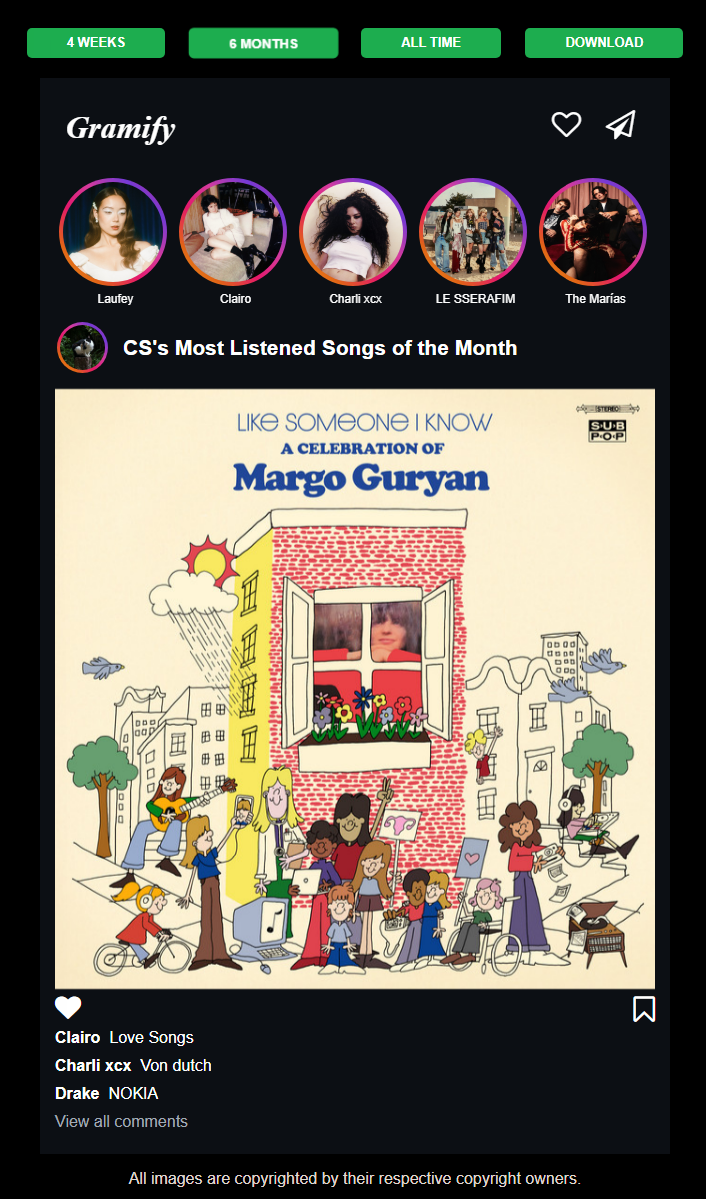 4 WEEKS 6 MONTHS ALL TIME DOWNLOAD
Gramify
Laufey Clairo Charli xcx LE SSERAFIM The Marías
CS's Most Listened Songs of the Month
LIKE SOMEONE I KNOW
STEREO
A CELEBRATION OF
SUB
POP
Margo Guryan
Clairo Love Songs
Charli xcx Von dutch
Drake NOKIA
View all comments
All images are copyrighted by their respective copyright owners.